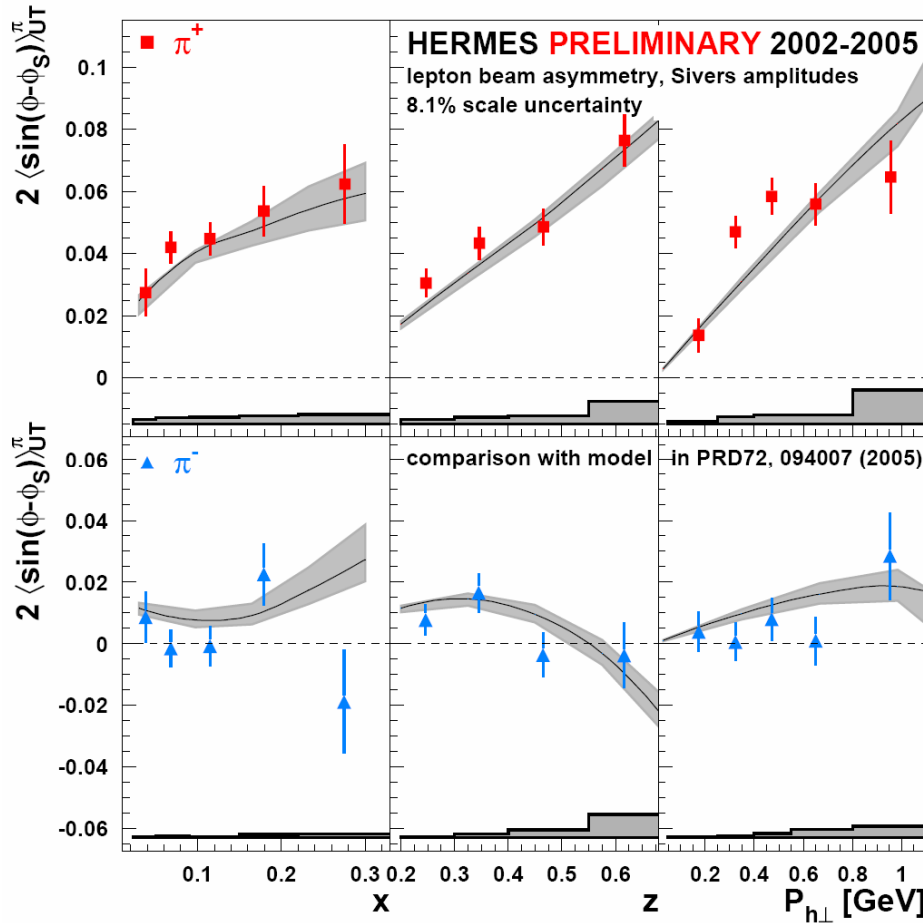 2 ⟨sin(ϕ-ϕS)⟩πUT
π+
HERMES PRELIMINARY 2002-2005
lepton beam asymmetry, Sivers amplitudes
8.1% scale uncertainty
0.1
0.08
0.06
0.04
0.02
0
2 ⟨sin(ϕ-ϕS)⟩πUT
π-
comparison with model
in PRD72, 094007 (2005)
0.06
0.04
0.02
0
-0.02
-0.04
-0.06
0.1 0.2 0.3 0.2 0.3 0.4 0.5 0.6 0.2 0.4 0.6 0.8 1
x z Ph⊥ [GeV]